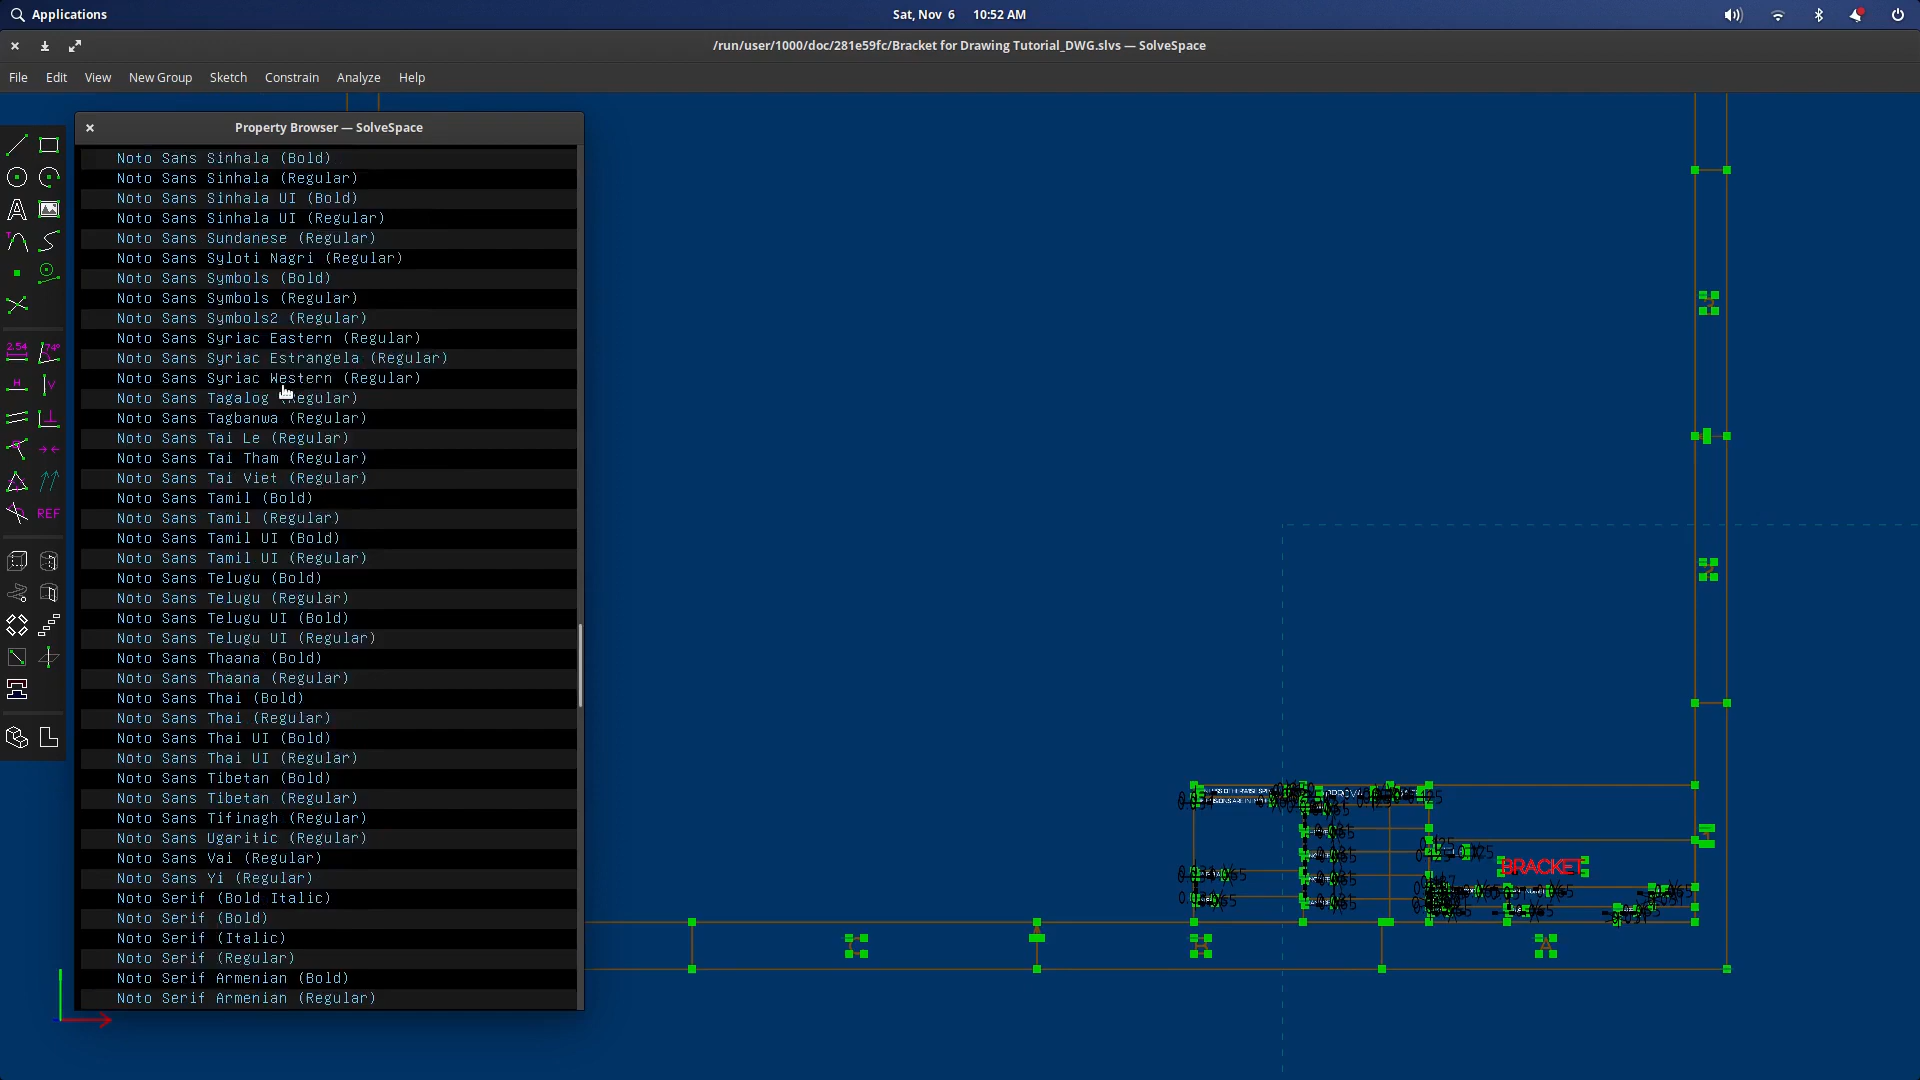 Applications
Sat, Nov 6 10:52 AM
/run/user/1000/doc/281e59fc/Bracket for Drawing Tutorial_DWG.slvs — SolveSpace
File Edit View New Group Sketch Constrain Analyze Help
Property Browser — SolveSpace
Noto Sans Sinhala (Bold)
Noto Sans Sinhala (Regular)
Noto Sans Sinhala UI (Bold)
Noto Sans Sinhala UI (Regular)
Noto Sans Sundanese (Regular)
Noto Sans Syloti Nagri (Regular)
Noto Sans Symbols (Bold)
Noto Sans Symbols (Regular)
Noto Sans Symbols2 (Regular)
Noto Sans Syriac Eastern (Regular)
Noto Sans Syriac Estrangela (Regular)
Noto Sans Syriac Western (Regular)
Noto Sans Tagalog (Regular)
Noto Sans Tagbanwa (Regular)
Noto Sans Tai Le (Regular)
Noto Sans Tai Tham (Regular)
Noto Sans Tai Viet (Regular)
Noto Sans Tamil (Bold)
Noto Sans Tamil (Regular)
Noto Sans Tamil UI (Bold)
Noto Sans Tamil UI (Regular)
Noto Sans Telugu (Bold)
Noto Sans Telugu (Regular)
Noto Sans Telugu UI (Bold)
Noto Sans Telugu UI (Regular)
Noto Sans Thaana (Bold)
Noto Sans Thaana (Regular)
Noto Sans Thai (Bold)
Noto Sans Thai (Regular)
Noto Sans Thai UI (Bold)
Noto Sans Thai UI (Regular)
Noto Sans Tibetan (Bold)
Noto Sans Tibetan (Regular)
Noto Sans Tifinagh (Regular)
Noto Sans Ugaritic (Regular)
Noto Sans Vai (Regular)
Noto Sans Yi (Regular)
Noto Serif (Bold Italic)
Noto Serif (Bold)
Noto Serif (Italic)
Noto Serif (Regular)
Noto Serif Armenian (Bold)
Noto Serif Armenian (Regular)
2.54 74°
H V
REF
BRACKET
A